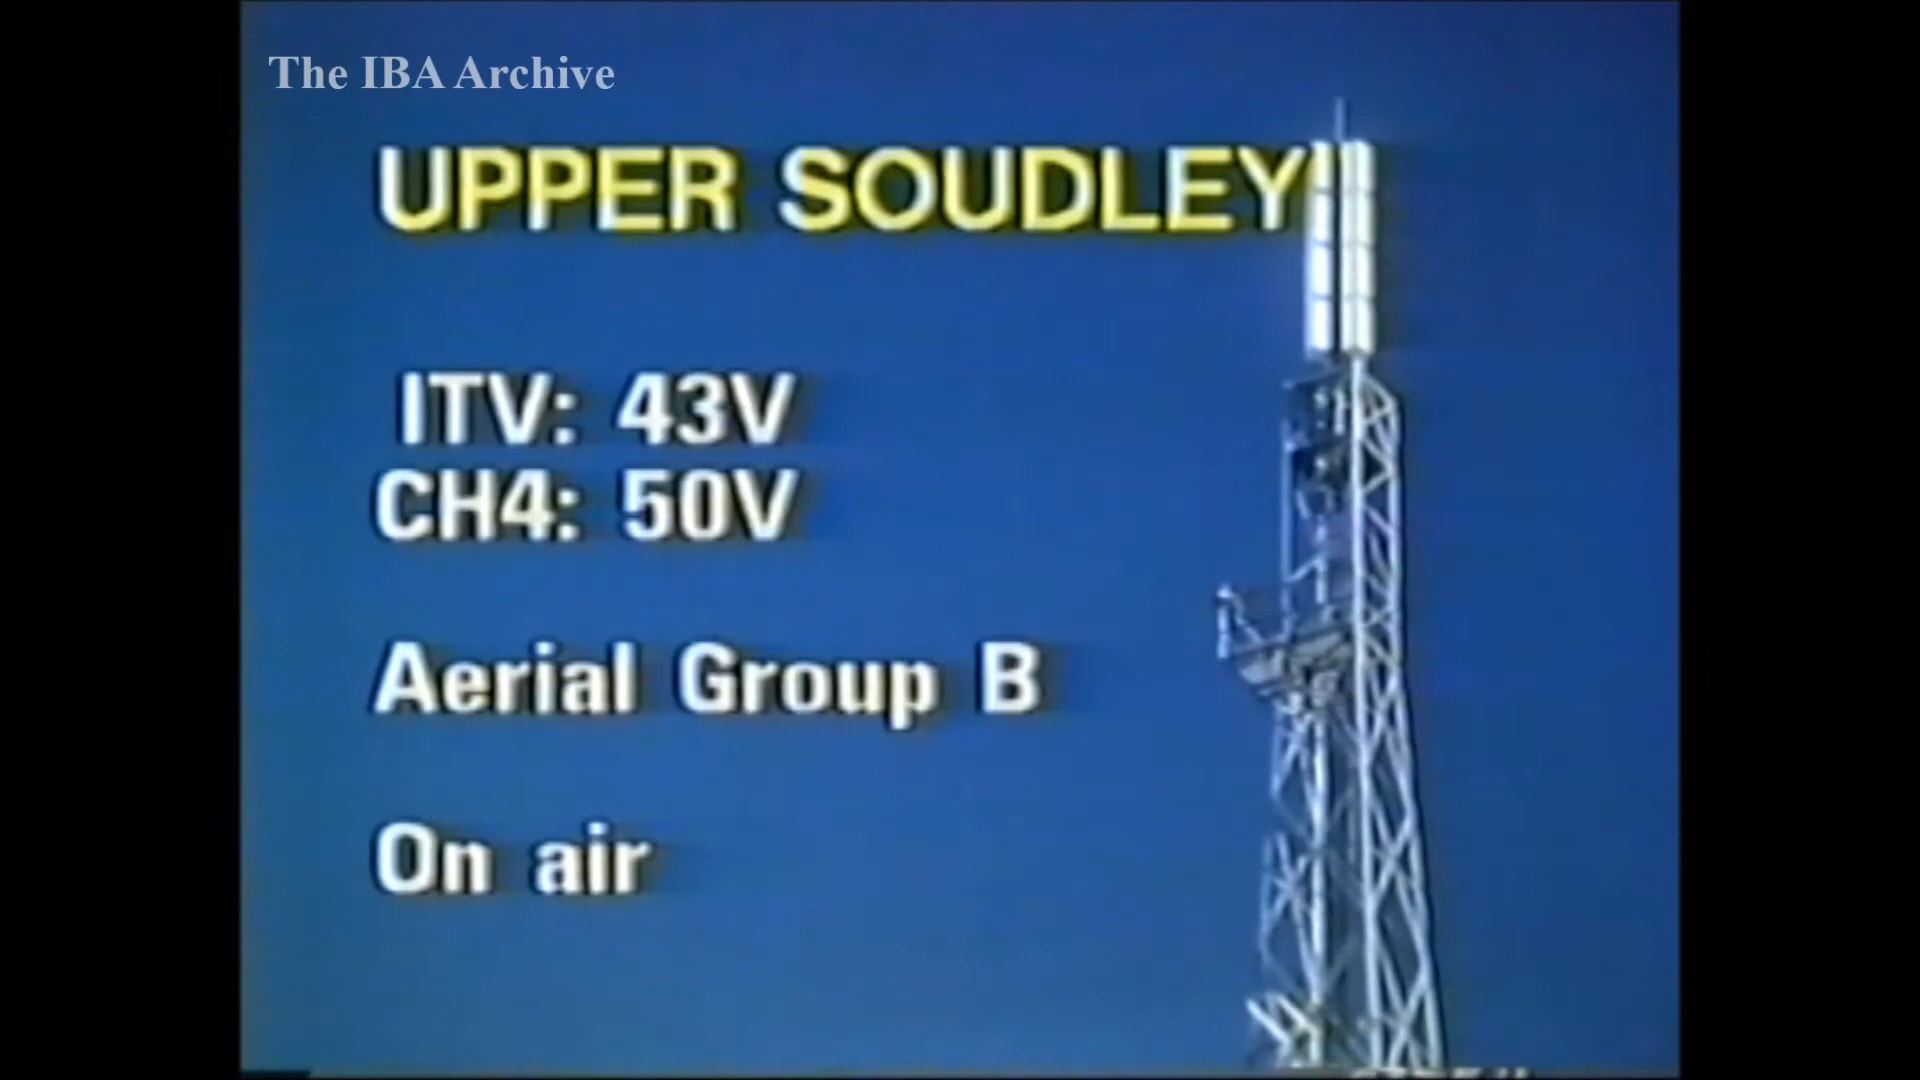 The IBA Archive
UPPER SOUDLEY
ITV: 43V
CH4: 50V
Aerial Group B
On air